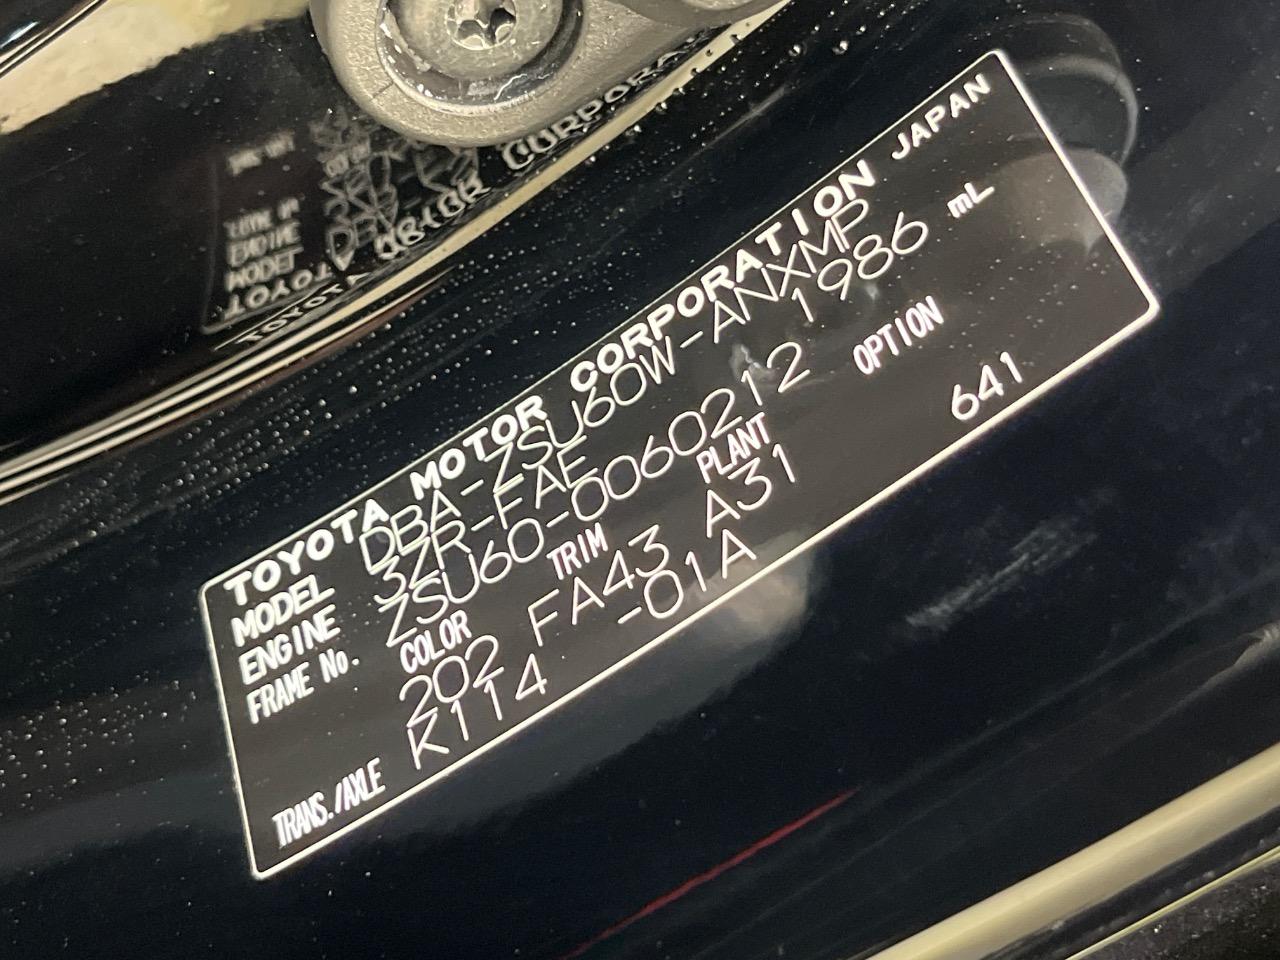 TOYOTA MOTOR CORPORATION JAPAN
MODEL DBA-ZSU60W-ANXMP
ENGINE 3ZR-FAE 1986 mL
FRAME No. ZSU60-0060212
COLOR TRIM PLANT OPTION
202 FA43 A31 641
TRANS./AXLE K114 -01A